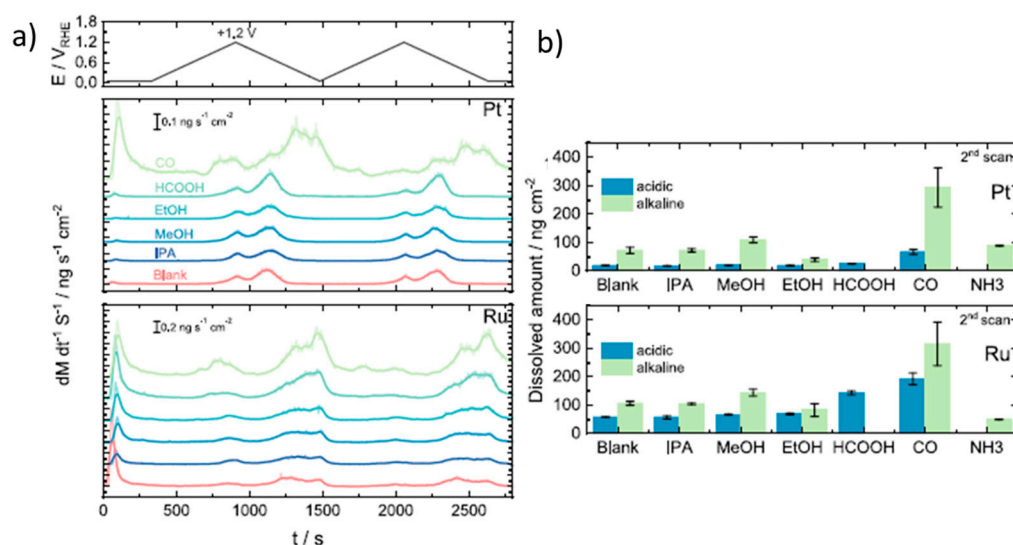 a)
E / V_RHE
1.8
1.2
0.6
0.0
+1.2 V
Pt
0.1 ng s⁻¹ cm⁻²
CO
HCOOH
EtOH
MeOH
IPA
Blank
Ru
0.2 ng s⁻¹ cm⁻²
dM dt⁻¹ S⁻¹ / ng s⁻¹ cm⁻²
0 500 1000 1500 2000 2500
t / s
b)
Dissolved amount / ng cm⁻²
400
300
200
100
0
acidic
alkaline
2nd scan
Pt
Blank IPA MeOH EtOH HCOOH CO NH3
400
300
200
100
0
acidic
alkaline
2nd scan
Ru
Blank IPA MeOH EtOH HCOOH CO NH3